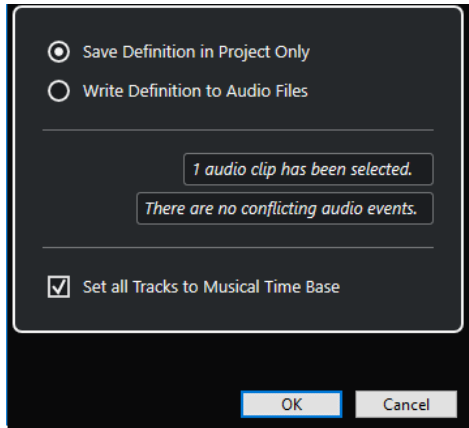 Save Definition in Project Only
Write Definition to Audio Files
1 audio clip has been selected.
There are no conflicting audio events.
Set all Tracks to Musical Time Base
OK Cancel